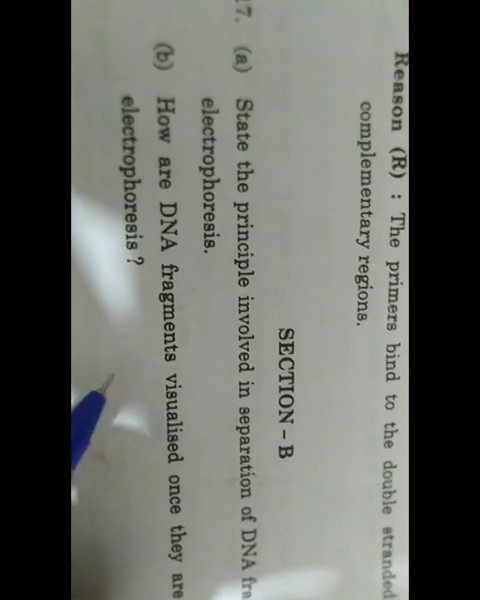 Reason (R) : The primers bind to the double stranded
complementary regions.
SECTION – B
17. (a) State the principle involved in separation of DNA fra
electrophoresis.
(b) How are DNA fragments visualised once they are
electrophoresis ?